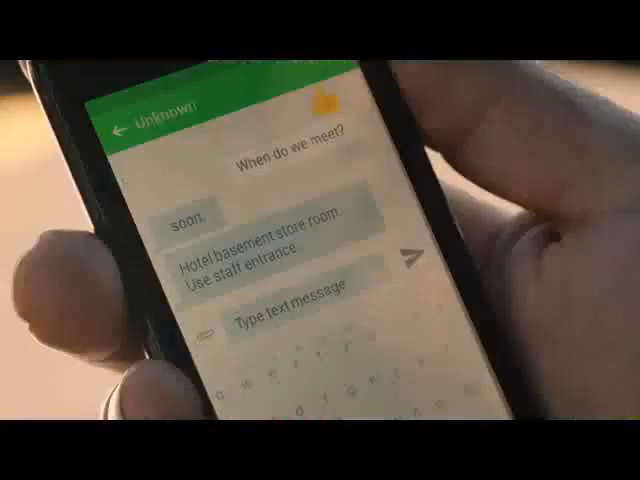 Unknown
When do we meet?
soon.
Hotel basement store room.
Use staff entrance.
Type text message